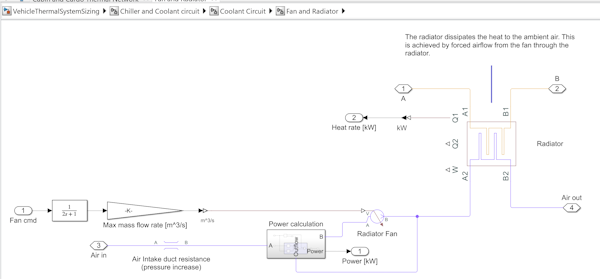 VehicleThermalSystemSizing ▶ Chiller and Coolant circuit ▶ Coolant Circuit ▶ Fan and Radiator ▶
The radiator dissipates the heat to the ambient air. This
is achieved by forced airflow from the fan through the
radiator.
1
A
B
2
A1
B1
2
Heat rate [kW]
kW
Q1
Q2
W
Radiator
A2
B2
Air out
4
1
Fan cmd
1
2s + 1
-K-
Max mass flow rate [m^3/s]
m^3/s
Radiator Fan
Power calculation
A
B
Outflow
Power
1
Power [kW]
3
Air in
A
B
Air Intake duct resistance
(pressure increase)